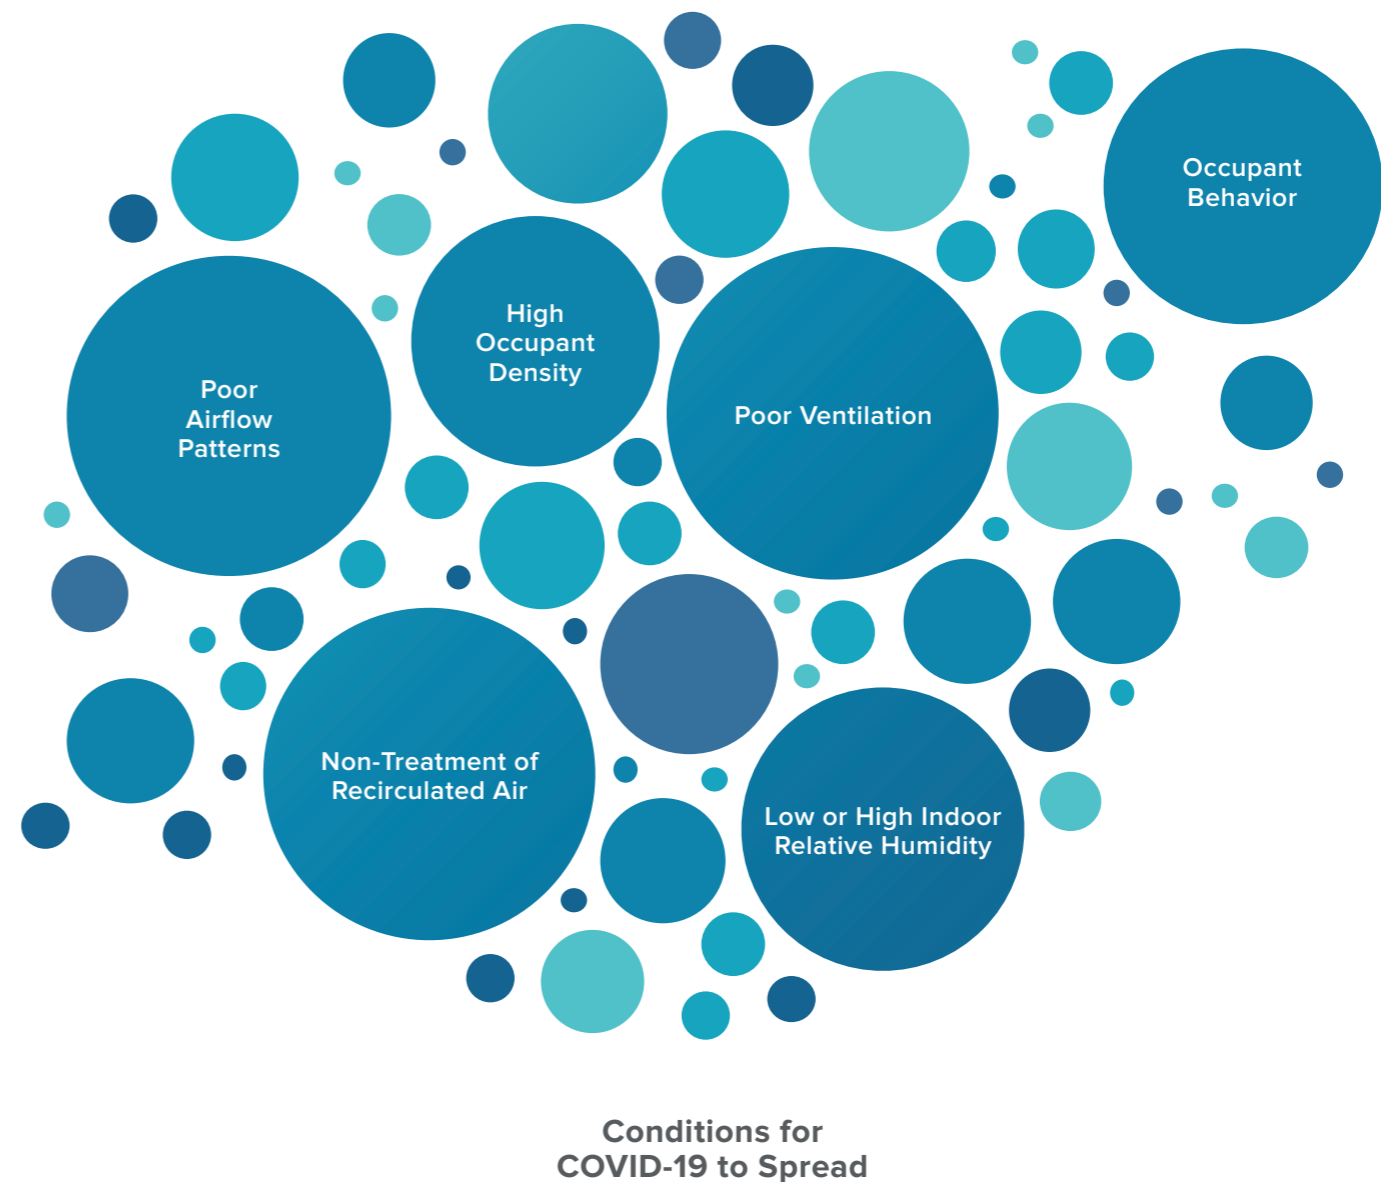 Occupant
Behavior
High
Occupant
Density
Poor
Airflow
Patterns
Poor Ventilation
Non-Treatment of
Recirculated Air
Low or High Indoor
Relative Humidity
Conditions for
COVID-19 to Spread